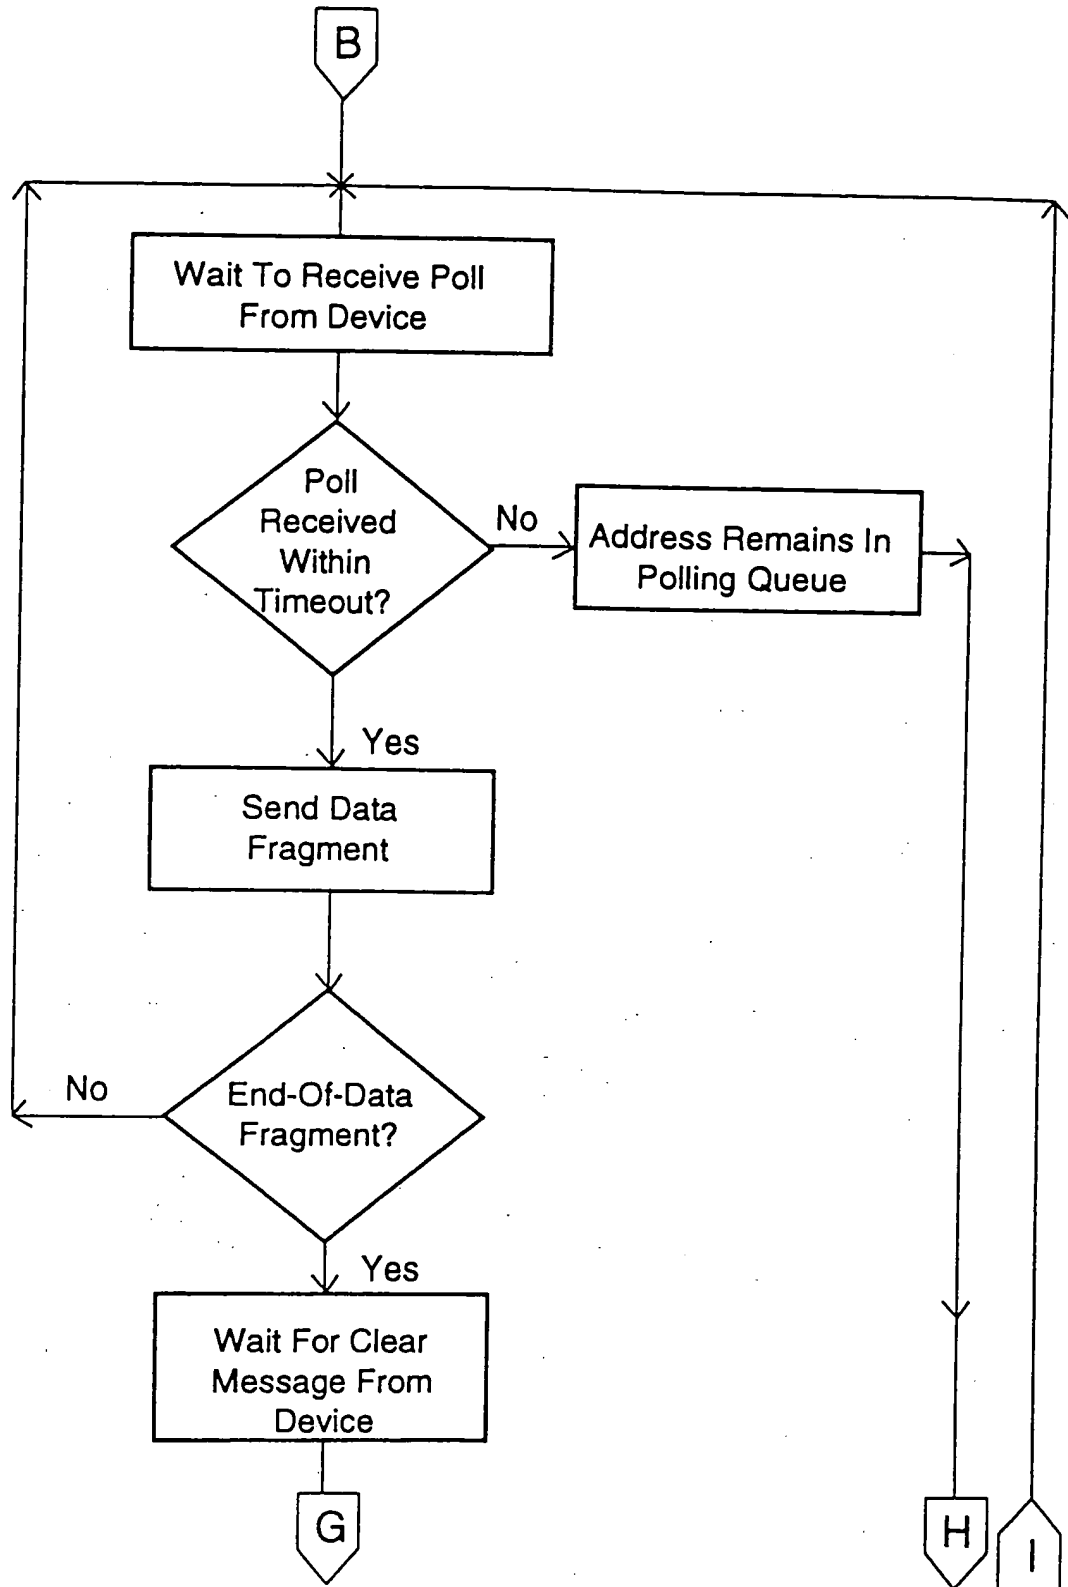 B
Wait To Receive Poll
From Device
Poll
Received
Within
Timeout?
No
Address Remains In
Polling Queue
Yes
Send Data
Fragment
No
End-Of-Data
Fragment?
Yes
Wait For Clear
Message From
Device
G
H
I